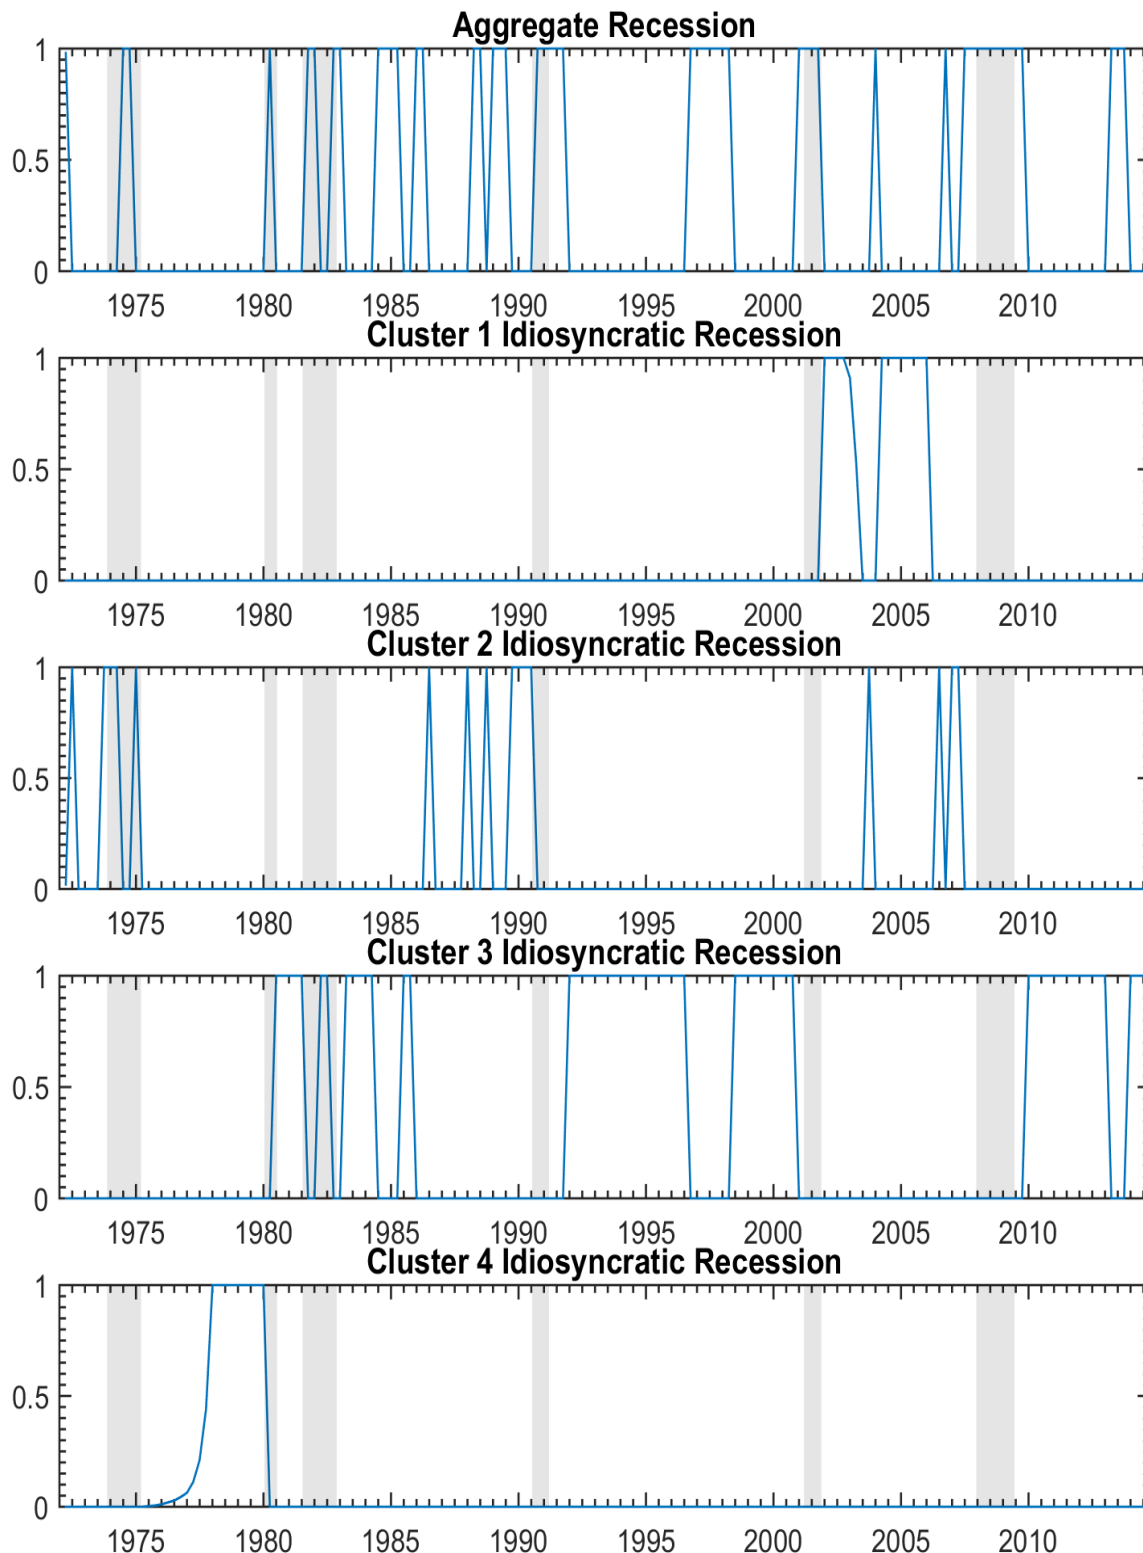 Aggregate Recession
1
0.5
0
1975 1980 1985 1990 1995 2000 2005 2010
Cluster 1 Idiosyncratic Recession
1
0.5
0
1975 1980 1985 1990 1995 2000 2005 2010
Cluster 2 Idiosyncratic Recession
1
0.5
0
1975 1980 1985 1990 1995 2000 2005 2010
Cluster 3 Idiosyncratic Recession
1
0.5
0
1975 1980 1985 1990 1995 2000 2005 2010
Cluster 4 Idiosyncratic Recession
1
0.5
0
1975 1980 1985 1990 1995 2000 2005 2010